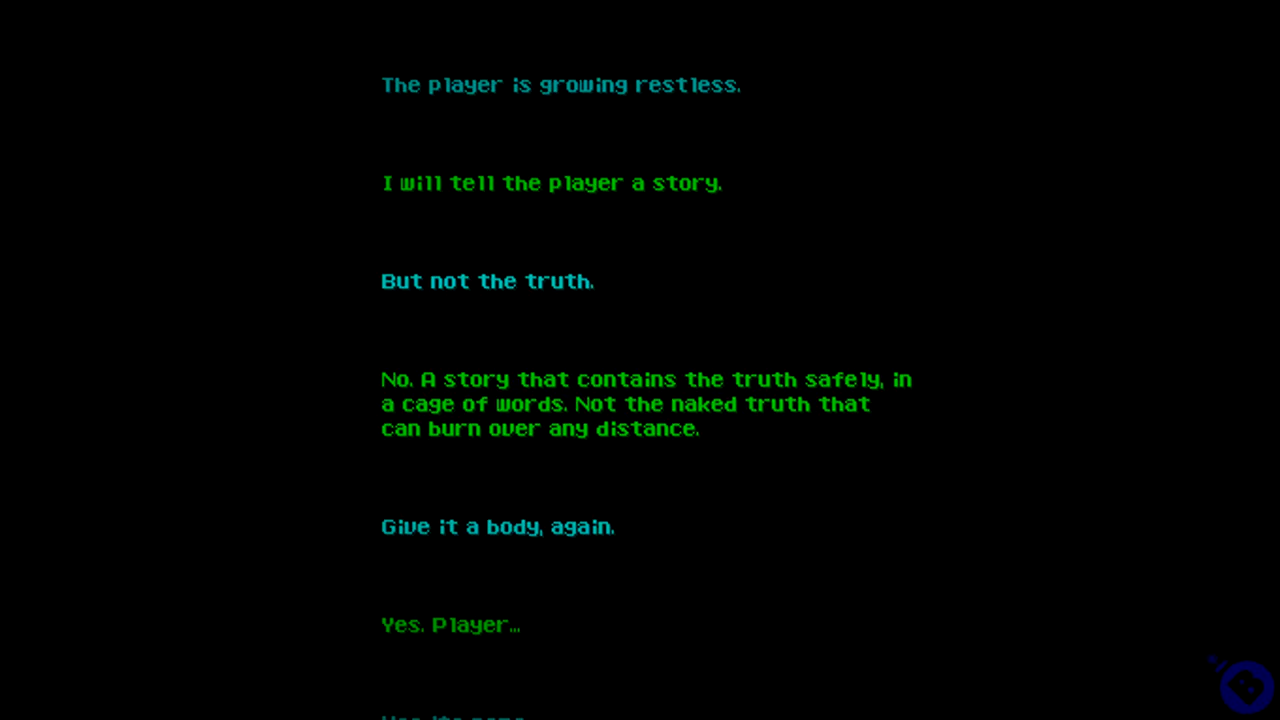 The player is growing restless.
I will tell the player a story.
But not the truth.
No. A story that contains the truth safely, in
a cage of words. Not the naked truth that
can burn over any distance.
Give it a body, again.
Yes. Player...